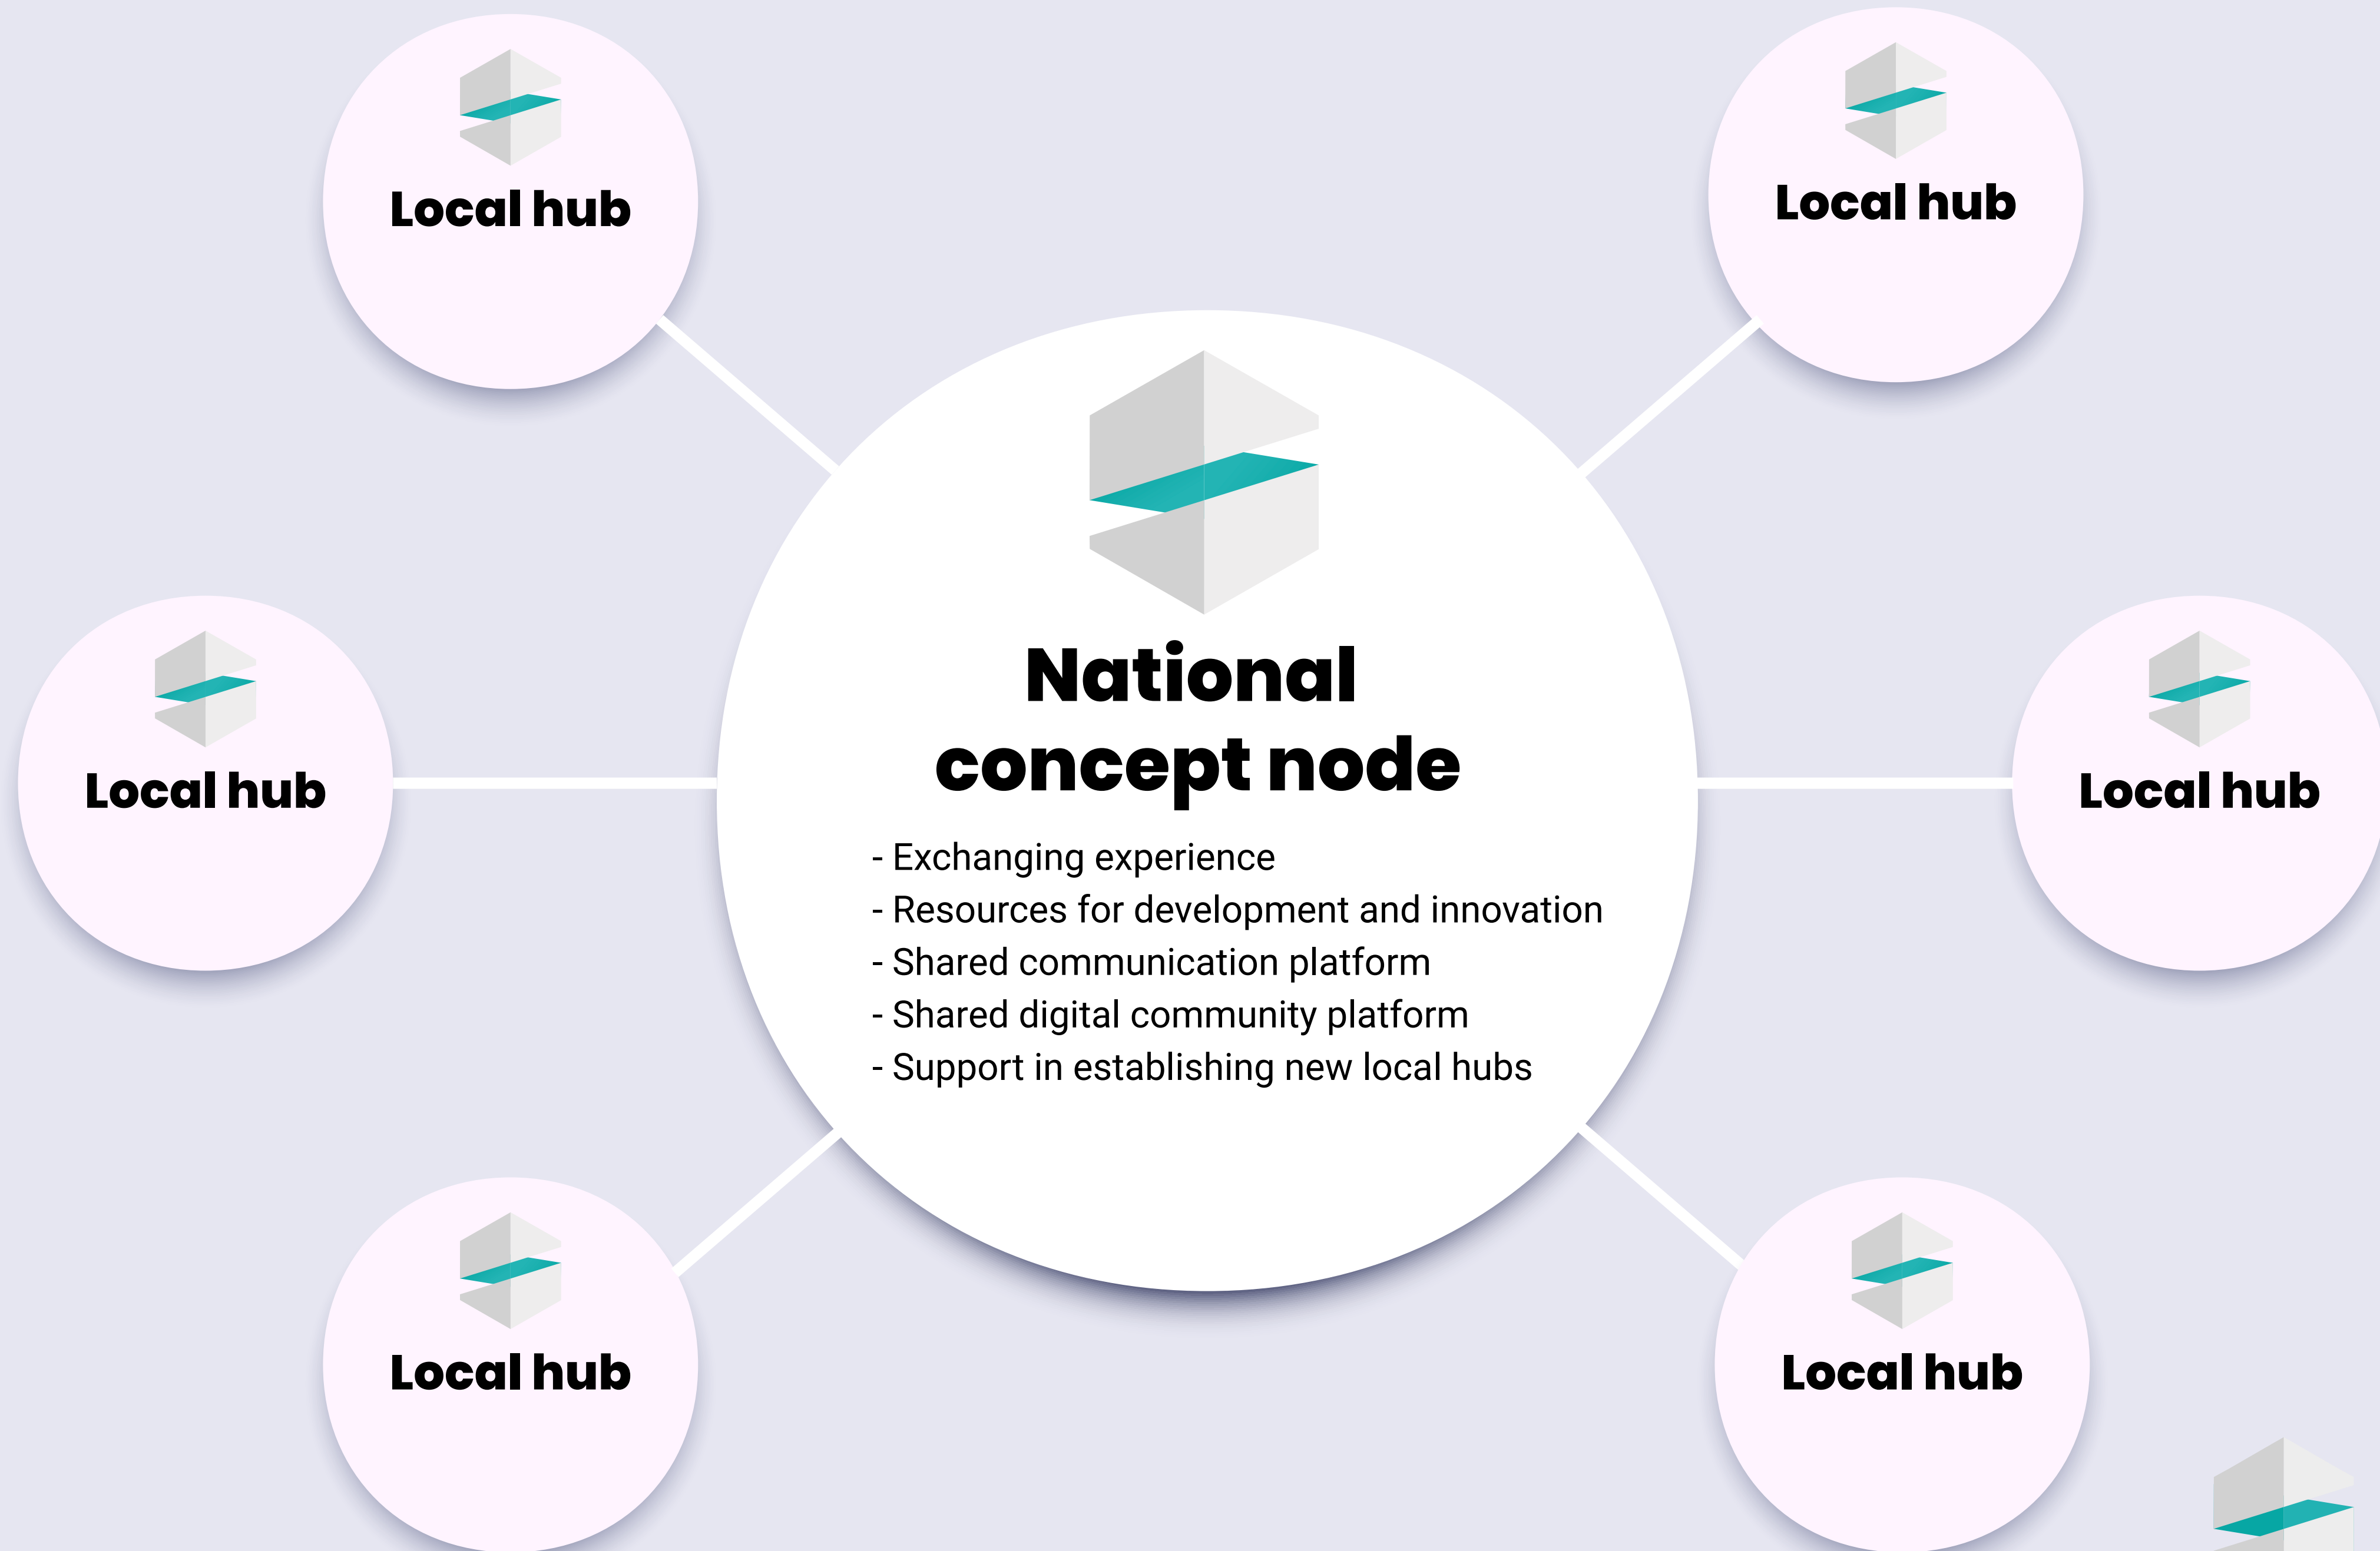 Local hub
Local hub
National
concept node
- Exchanging experience
- Resources for development and innovation
- Shared communication platform
- Shared digital community platform
- Support in establishing new local hubs
Local hub
Local hub
Local hub
Local hub